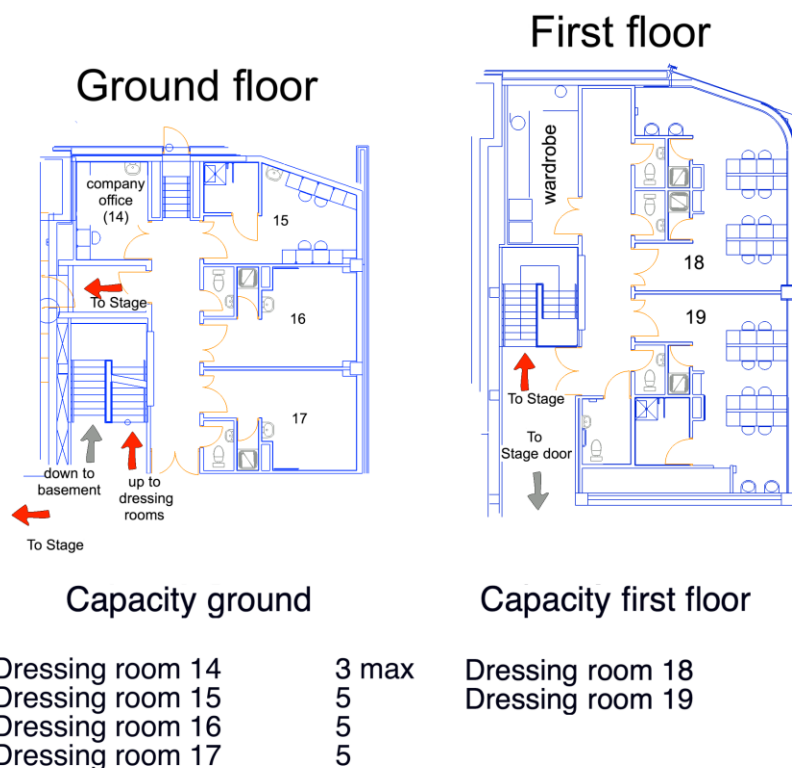 First floor
Ground floor
company
office
(14)
15
To Stage
16
17
down to
basement
up to
dressing
rooms
To Stage
wardrobe
18
19
To Stage
To
Stage door
Capacity ground
Dressing room 14 3 max
Dressing room 15 5
Dressing room 16 5
Dressing room 17 5
Capacity first floor
Dressing room 18
Dressing room 19